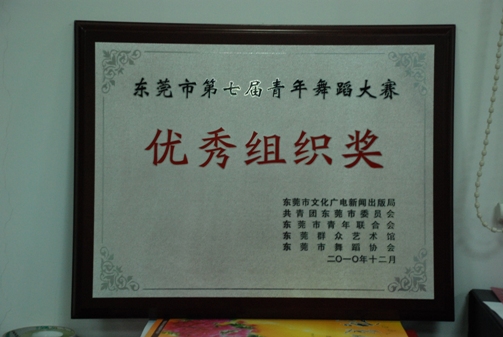 东莞市第七届青年舞蹈大赛
优秀组织奖
东莞市文化广电新闻出版局
共青团东莞市委员会
东莞市青年联合会
东莞群众艺术馆
东莞市舞蹈协会
二〇一〇年十二月